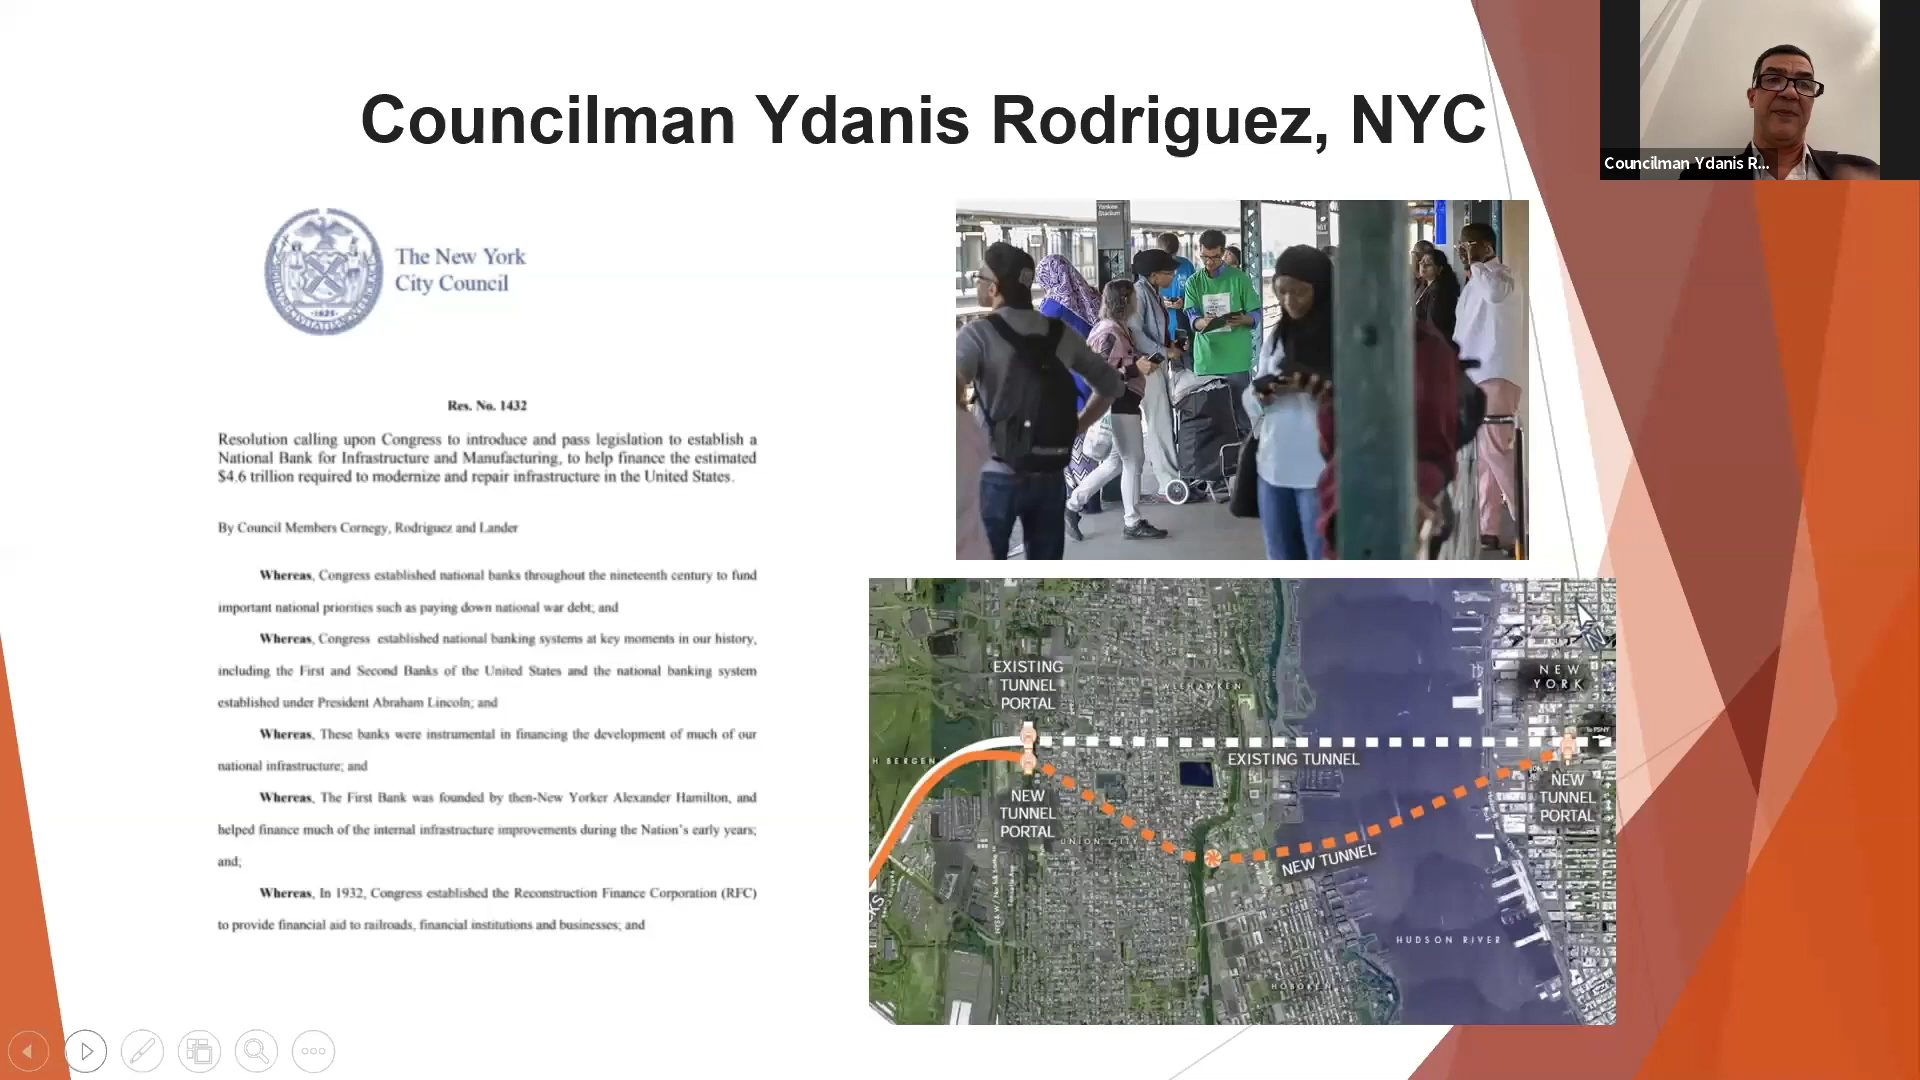 Councilman Ydanis Rodriguez, NYC
Councilman Ydanis R...
The New York
City Council
Res. No. 1432
Resolution calling upon Congress to introduce and pass legislation to establish a
National Bank for Infrastructure and Manufacturing, to help finance the estimated
$4.6 trillion required to modernize and repair infrastructure in the United States.
By Council Members Cornegy, Rodriguez and Lander
Whereas, Congress established national banks throughout the nineteenth century to fund
important national priorities such as paying down national war debt; and
Whereas, Congress established national banking systems at key moments in our history,
including the First and Second Banks of the United States and the national banking system
established under President Abraham Lincoln; and
Whereas, These banks were instrumental in financing the development of much of our
national infrastructure; and
Whereas, The First Bank was founded by then-New Yorker Alexander Hamilton, and
helped finance much of the internal infrastructure improvements during the Nation's early years;
and;
Whereas, In 1932, Congress established the Reconstruction Finance Corporation (RFC)
to provide financial aid to railroads, financial institutions and businesses; and
Yankee
Stadium
EXISTING
TUNNEL
PORTAL
WEEHAWKEN
NEW
YORK
H BERGEN
EXISTING TUNNEL
NEW
TUNNEL
PORTAL
NEW
TUNNEL
PORTAL
UNION CITY
NEW TUNNEL
HUDSON RIVER
HOBOKEN